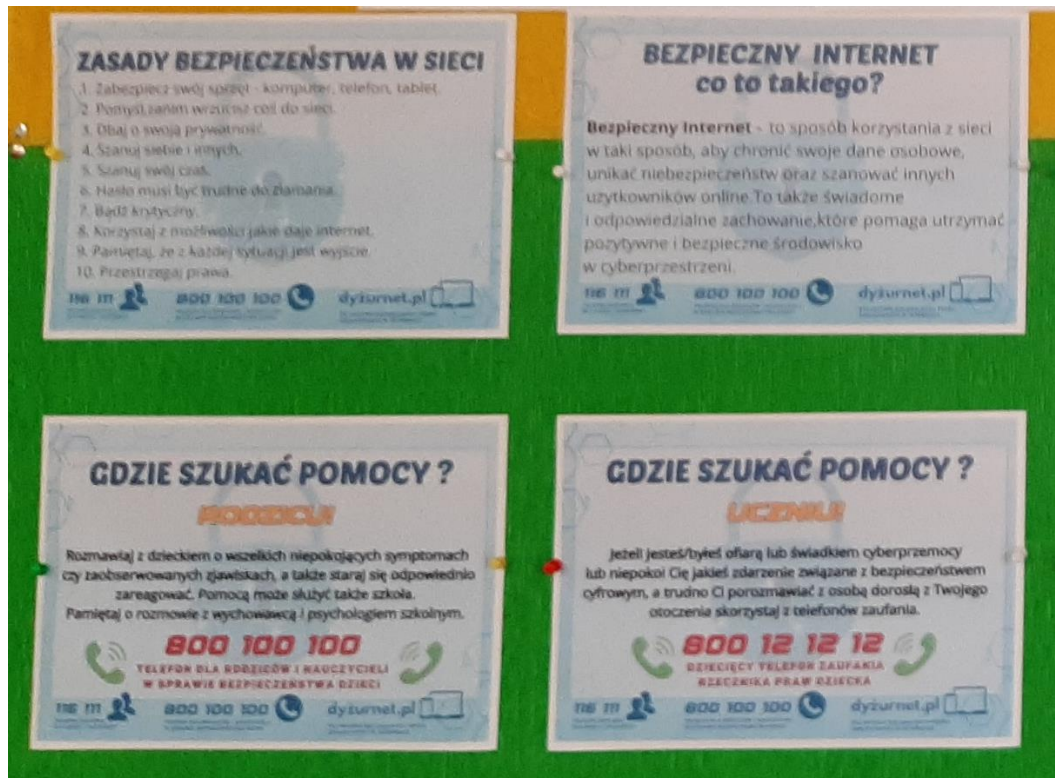 ZASADY BEZPIECZEŃSTWA W SIECI
1. Zabezpiecz swój sprzęt - komputer, telefon, tablet.
2. Pomyśl zanim wrzucisz coś do sieci.
3. Dbaj o swoją prywatność.
4. Szanuj siebie i innych.
5. Szanuj swój czas.
6. Hasło musi być trudne do złamania.
7. Bądź krytyczny.
8. Korzystaj z możliwości jakie daje internet.
9. Pamiętaj, że z każdej sytuacji jest wyjście.
10. Przestrzegaj prawa.
116 111
800 100 100
dyżurnet.pl
BEZPIECZNY INTERNET
co to takiego?
Bezpieczny Internet - to sposób korzystania z sieci
w taki sposób, aby chronić swoje dane osobowe,
unikać niebezpieczeństw oraz szanować innych
użytkowników online.To także świadome
i odpowiedzialne zachowanie,które pomaga utrzymać
pozytywne i bezpieczne środowisko
w cyberprzestrzeni.
116 111
800 100 100
dyżurnet.pl
GDZIE SZUKAĆ POMOCY ?
RODZICU!
Rozmawiaj z dzieckiem o wszelkich niepokojących symptomach
czy zaobserwowanych zjawiskach, a także staraj się odpowiednio
zareagować. Pomocą może służyć także szkoła.
Pamiętaj o rozmowie z wychowawcą i psychologiem szkolnym.
800 100 100
TELEFON DLA RODZICÓW I NAUCZYCIELI
W SPRAWIE BEZPIECZEŃSTWA DZIECI
116 111
800 100 100
dyżurnet.pl
GDZIE SZUKAĆ POMOCY ?
UCZNIU!
Jeżeli jesteś/byłeś ofiarą lub świadkiem cyberprzemocy
lub niepokoi Cię jakieś zdarzenie związane z bezpieczeństwem
cyfrowym, a trudno Ci porozmawiać z osobą dorosłą z Twojego
otoczenia skorzystaj z telefonów zaufania.
800 12 12 12
DZIECIĘCY TELEFON ZAUFANIA
RZECZNIKA PRAW DZIECKA
116 111
800 100 100
dyżurnet.pl